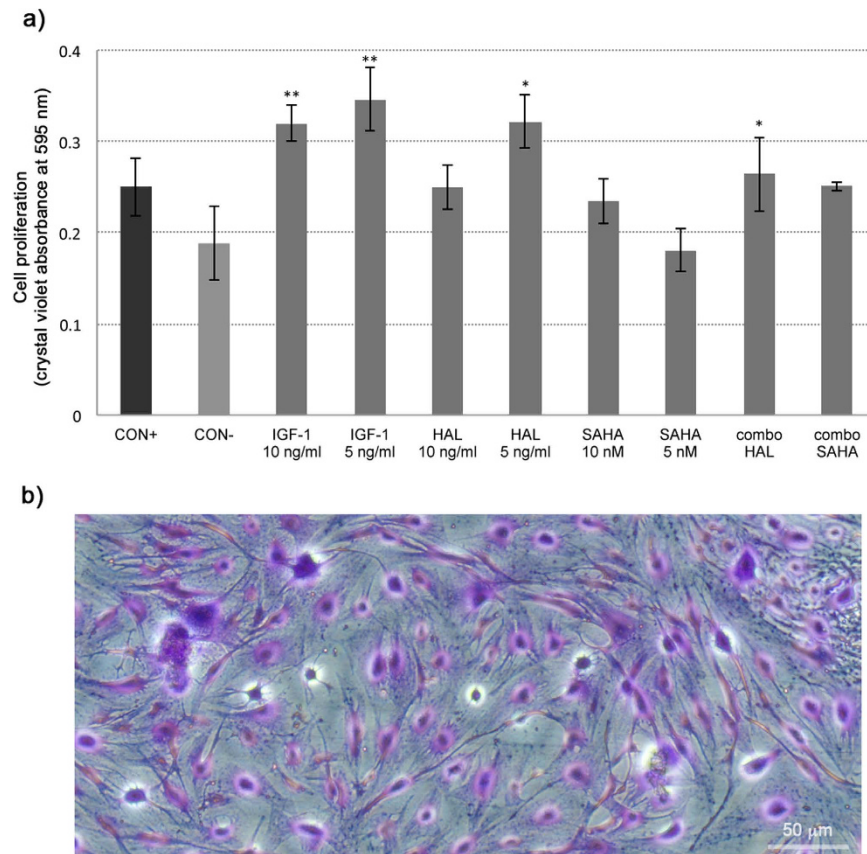 a)
Cell proliferation
(crystal violet absorbance at 595 nm)
0.4
0.3
0.2
0.1
0
** ** * *
CON+ CON- IGF-1 IGF-1 HAL HAL SAHA SAHA combo combo
10 ng/ml 5 ng/ml 10 ng/ml 5 ng/ml 10 nM 5 nM HAL SAHA
b)
50 µm